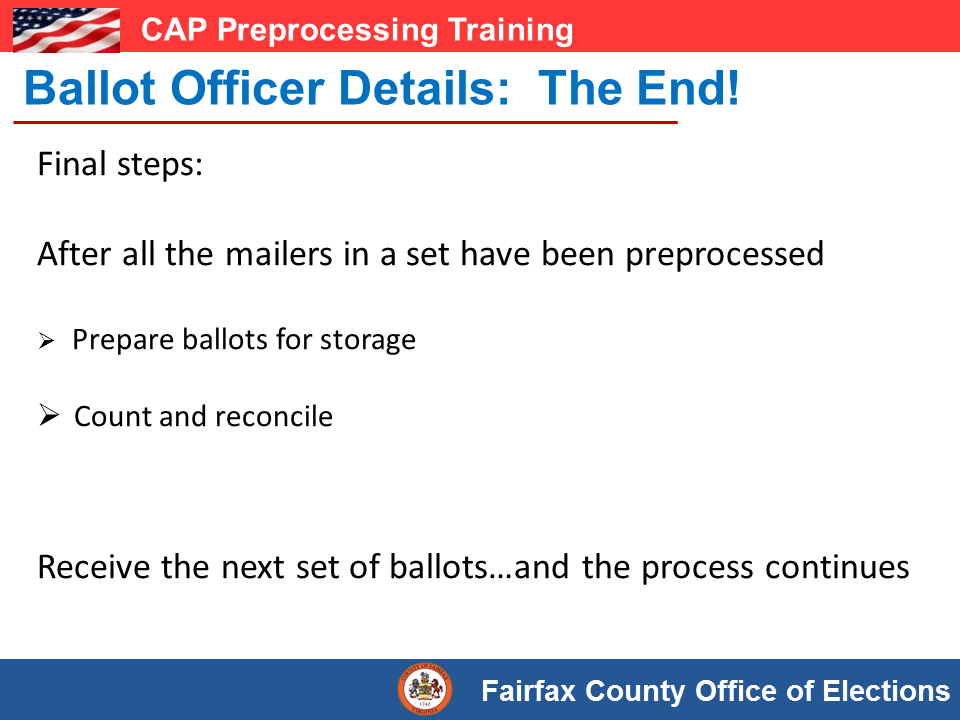 CAP Preprocessing Training
Ballot Officer Details:  The End!
Final steps:
After all the mailers in a set have been preprocessed
➢ Prepare ballots for storage
➢ Count and reconcile
Receive the next set of ballots…and the process continues
1742
Fairfax County Office of Elections